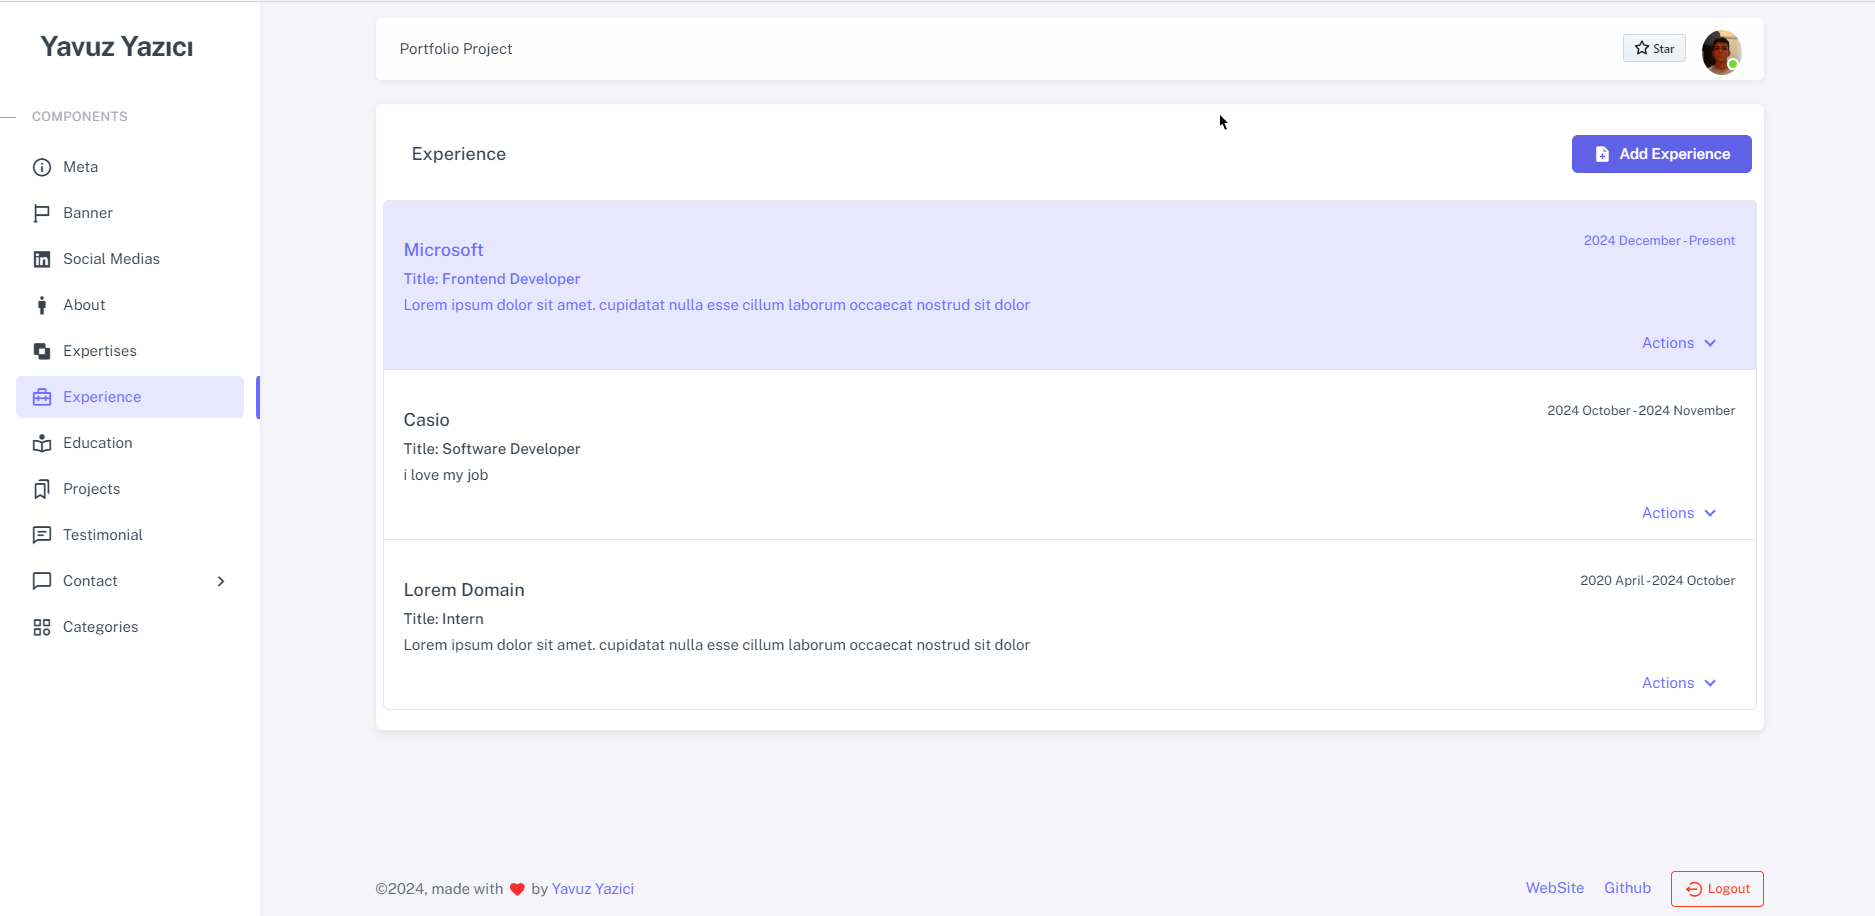 Yavuz Yazıcı
COMPONENTS
Meta
Banner
Social Medias
About
Expertises
Experience
Education
Projects
Testimonial
Contact
Categories
Portfolio Project
Star
Experience
Add Experience
Microsoft
2024 December - Present
Title: Frontend Developer
Lorem ipsum dolor sit amet. cupidatat nulla esse cillum laborum occaecat nostrud sit dolor
Actions
Casio
2024 October - 2024 November
Title: Software Developer
i love my job
Actions
Lorem Domain
2020 April - 2024 October
Title: Intern
Lorem ipsum dolor sit amet. cupidatat nulla esse cillum laborum occaecat nostrud sit dolor
Actions
©2024, made with ❤️ by Yavuz Yazici
WebSite Github Logout